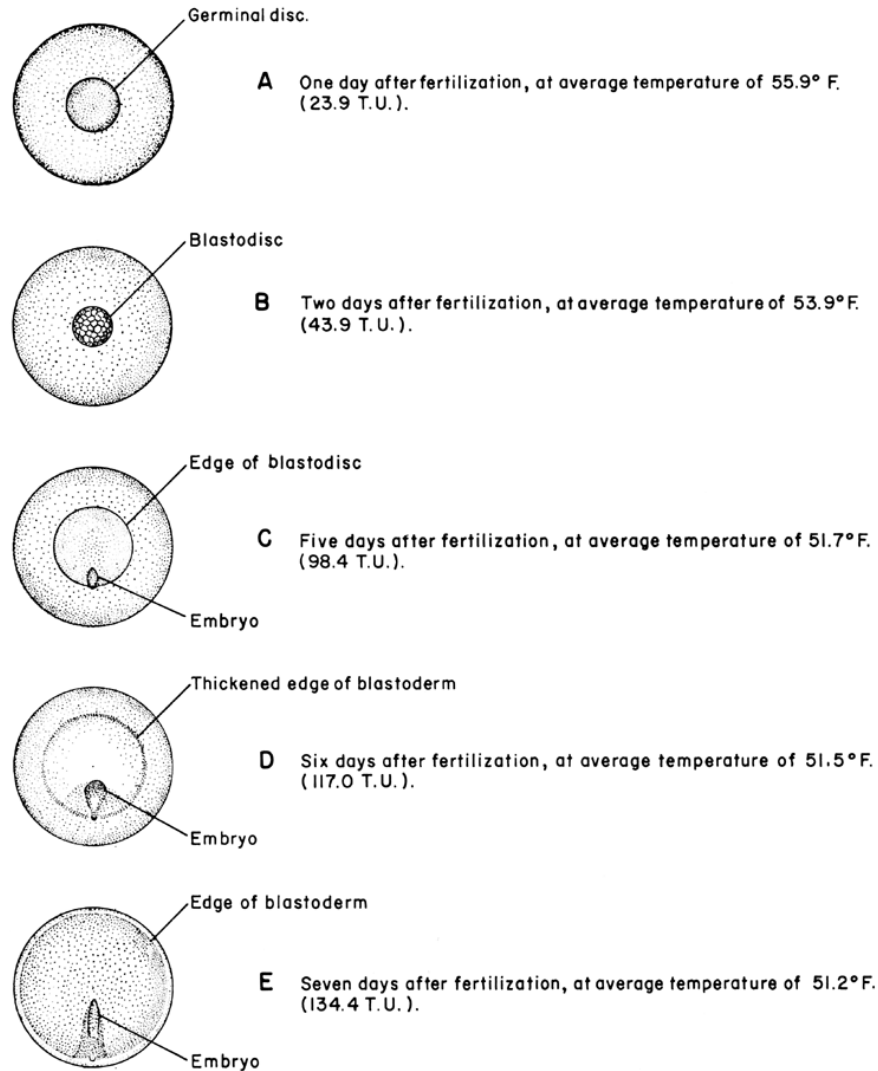 Germinal disc.
A One day after fertilization, at average temperature of 55.9° F.
(23.9 T.U.).
Blastodisc
B Two days after fertilization, at average temperature of 53.9°F.
(43.9 T.U.).
Edge of blastodisc
C Five days after fertilization, at average temperature of 51.7°F.
(98.4 T.U.).
Embryo
Thickened edge of blastoderm
D Six days after fertilization, at average temperature of 51.5°F.
(117.0 T.U.).
Embryo
Edge of blastoderm
E Seven days after fertilization, at average temperature of 51.2°F.
(134.4 T.U.).
Embryo